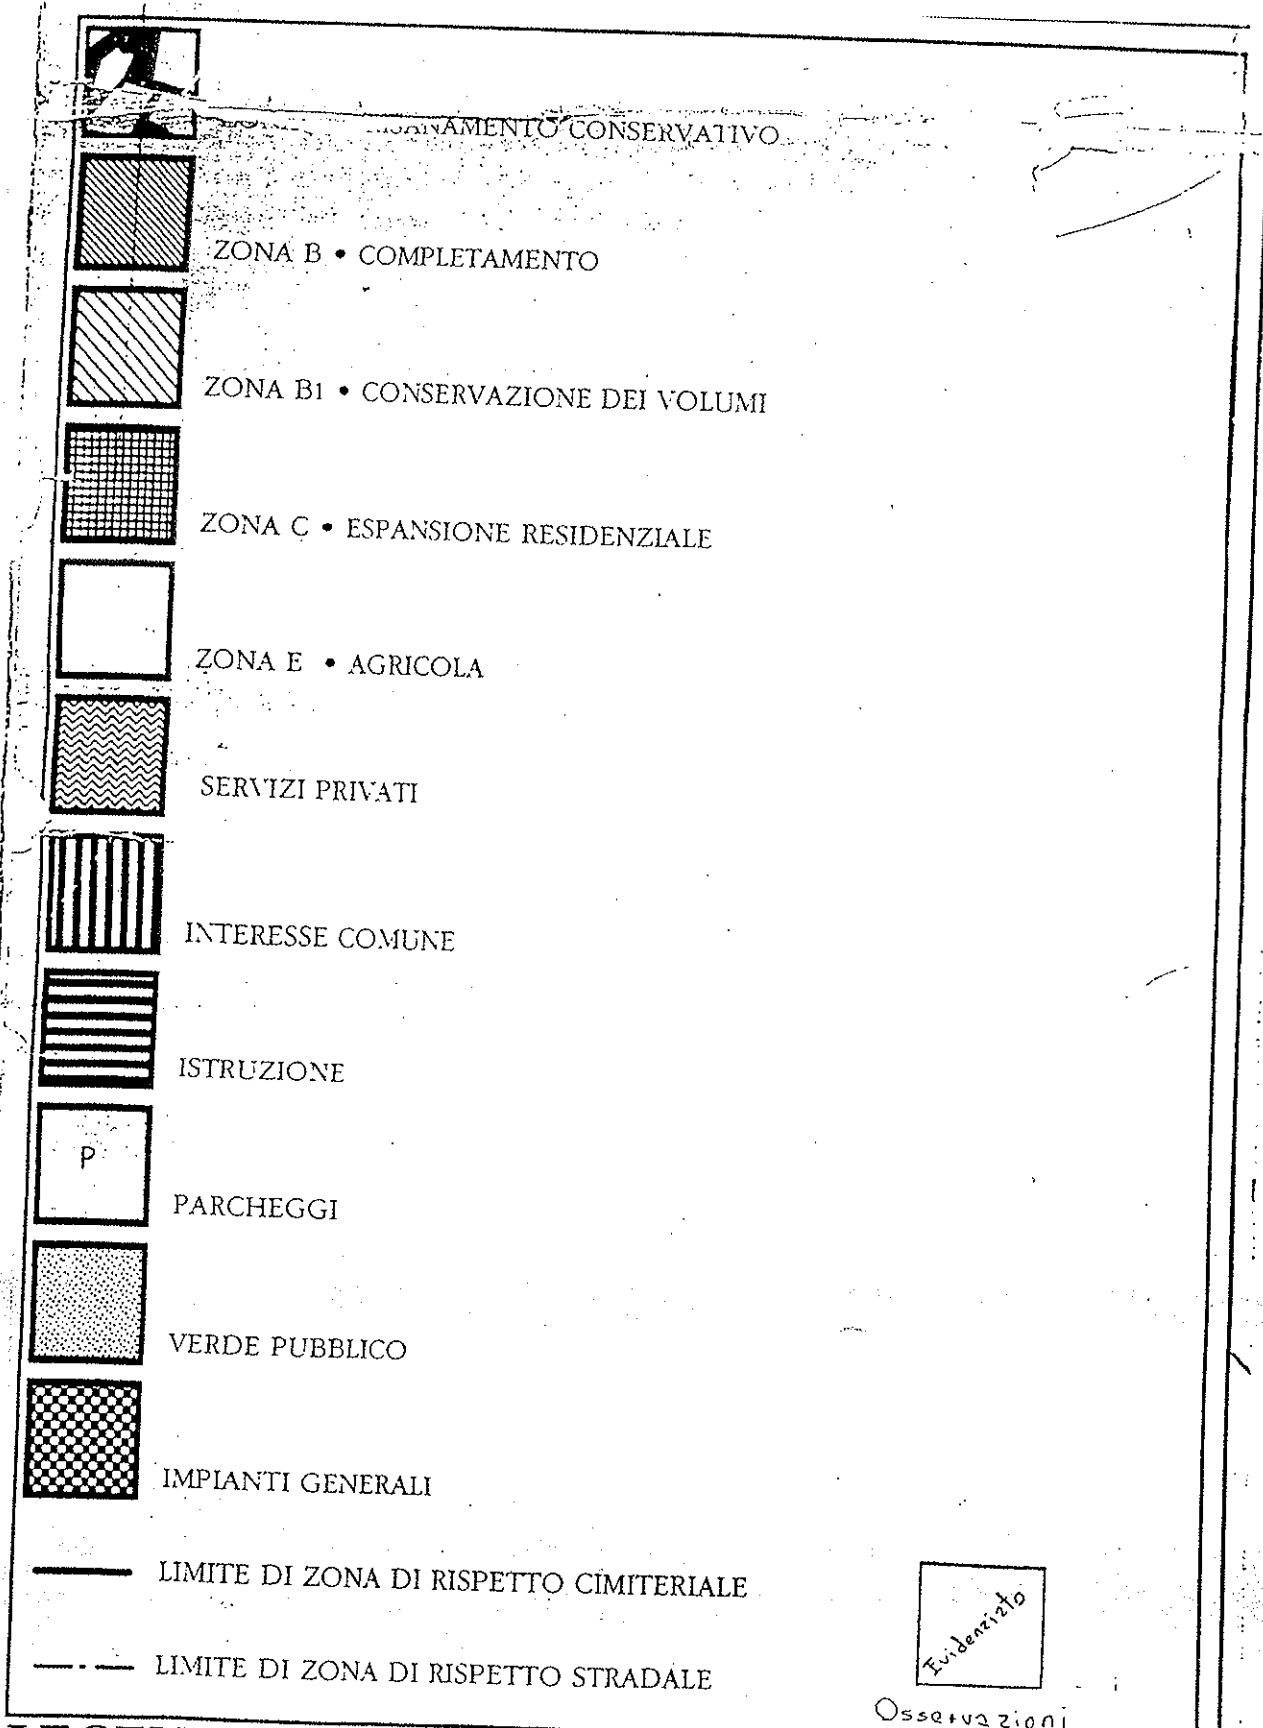 CONSERVATIVO
ZONA B • COMPLETAMENTO
ZONA B1 • CONSERVAZIONE DEI VOLUMI
ZONA C • ESPANSIONE RESIDENZIALE
ZONA E • AGRICOLA
SERVIZI PRIVATI
INTERESSE COMUNE
ISTRUZIONE
P
PARCHEGGI
VERDE PUBBLICO
IMPIANTI GENERALI
LIMITE DI ZONA DI RISPETTO CIMITERIALE
LIMITE DI ZONA DI RISPETTO STRADALE
Evidenziato
Osservazioni